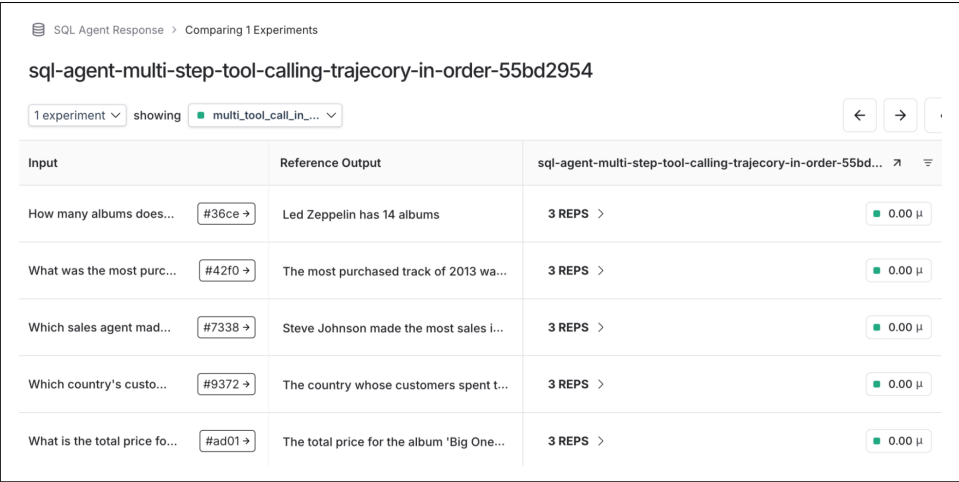 SQL Agent Response > Comparing 1 Experiments
sql-agent-multi-step-tool-calling-trajecory-in-order-55bd2954
1 experiment showing multi_tool_call_in_...
Input Reference Output sql-agent-multi-step-tool-calling-trajecory-in-order-55bd...
How many albums does... #36ce → Led Zeppelin has 14 albums 3 REPS > 0.00 μ
What was the most purc... #42f0 → The most purchased track of 2013 wa... 3 REPS > 0.00 μ
Which sales agent mad... #7338 → Steve Johnson made the most sales i... 3 REPS > 0.00 μ
Which country's custo... #9372 → The country whose customers spent t... 3 REPS > 0.00 μ
What is the total price fo... #ad01 → The total price for the album 'Big One... 3 REPS > 0.00 μ